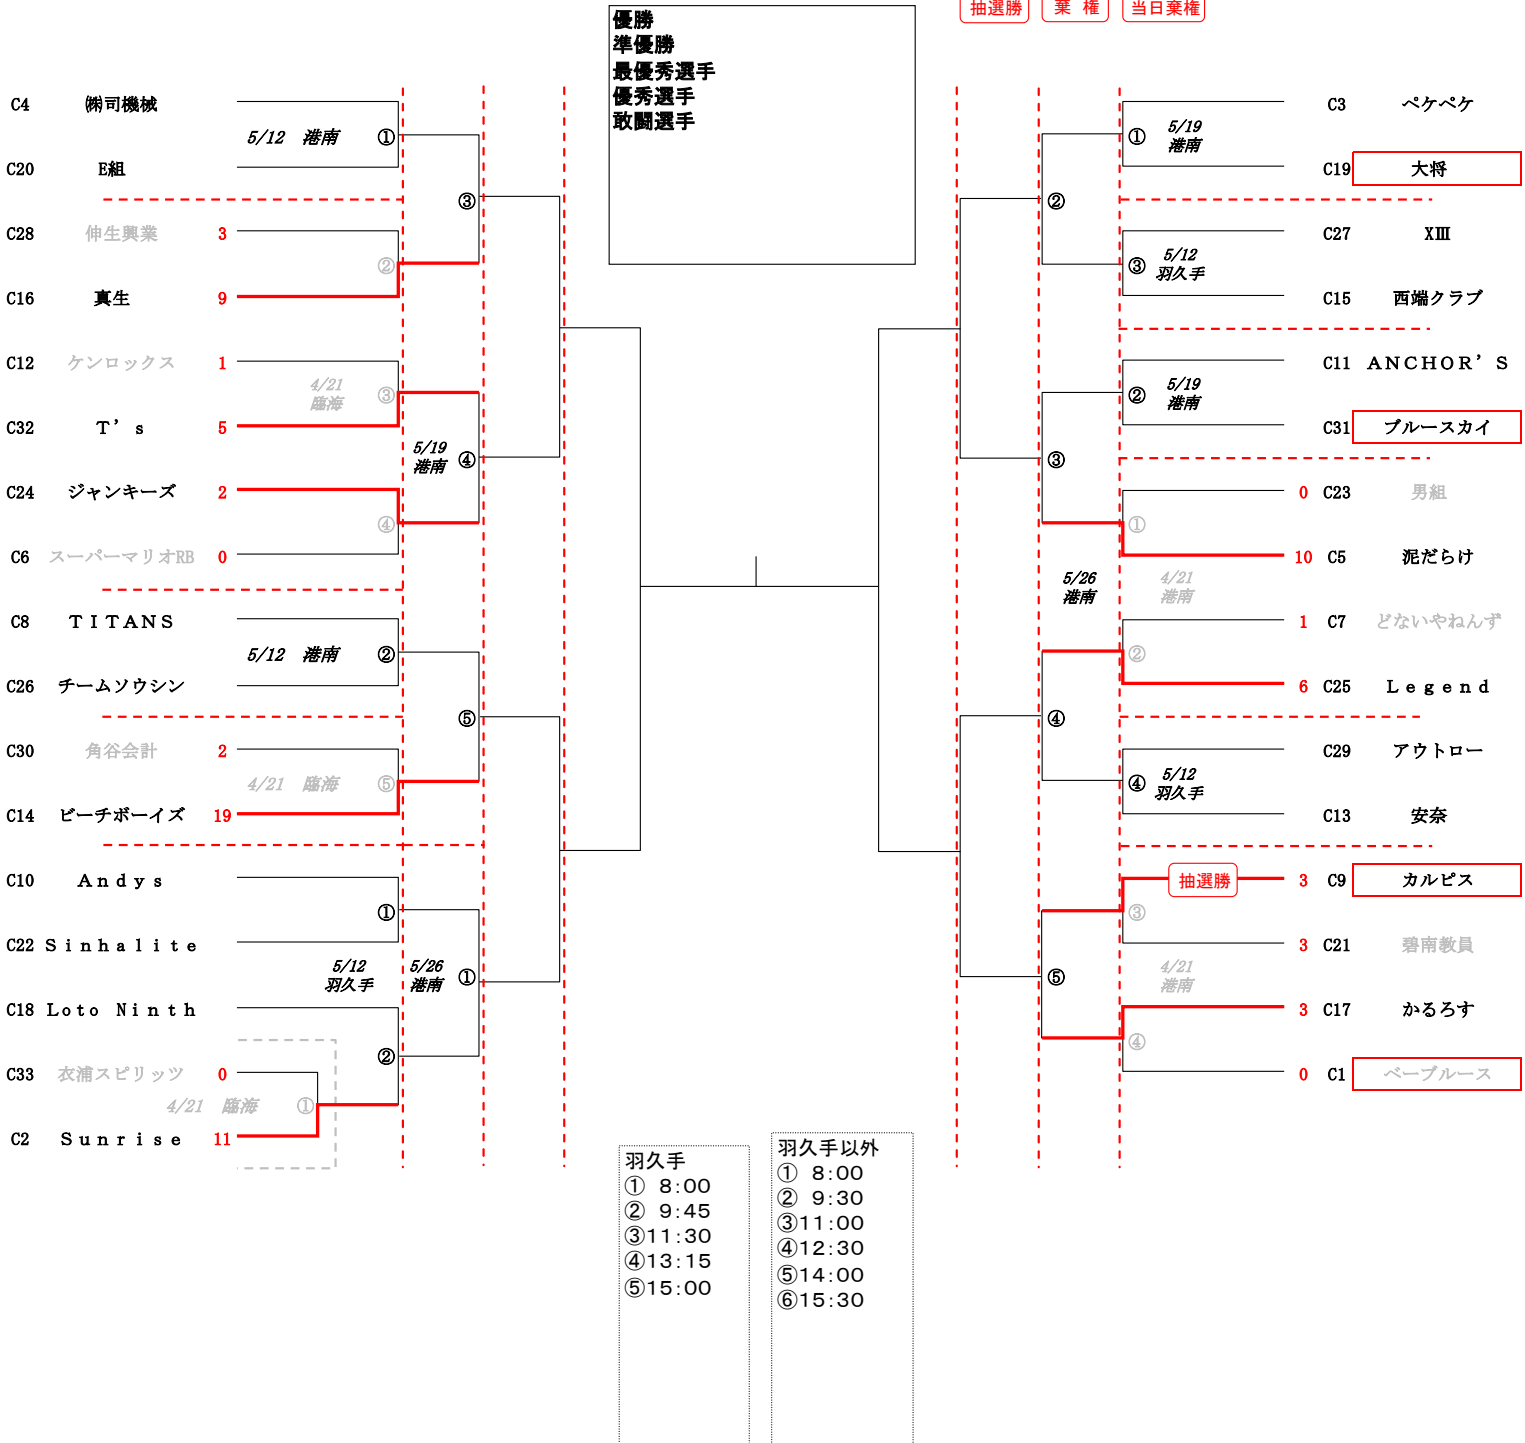 抽選勝 棄 権 当日棄権
優勝
準優勝
最優秀選手
優秀選手
敢闘選手
C4 ㈱司機械
5/12 港南 ①
C20 E組
③
C28 伸生興業 3
②
C16 真生 9
C12 ケンロックス 1
4/21
臨海
③
C32 T’s 5
5/19
港南
④
C24 ジャンキーズ 2
④
C6 スーパーマリオRB 0
C8 TITANS
5/12 港南 ②
C26 チームソウシン
⑤
C30 角谷会計 2
4/21 臨海 ⑤
C14 ビーチボーイズ 19
C10 Andys
①
C22 Sinhalite
5/12
羽久手
5/26
港南
①
C18 Loto Ninth
②
C33 衣浦スピリッツ 0
4/21 臨海 ①
C2 Sunrise 11
C3 ペケペケ
① 5/19
港南
C19 大将
②
C27 XⅢ
③ 5/12
羽久手
C15 西端クラブ
C11 ANCHOR’S
② 5/19
港南
C31 ブルースカイ
③
0 C23 男組
①
10 C5 泥だらけ
5/26
港南
4/21
港南
1 C7 どないやねんず
②
6 C25 Legend
④
C29 アウトロー
④ 5/12
羽久手
C13 安奈
抽選勝 3 C9 カルピス
③
3 C21 碧南教員
4/21
港南
⑤
3 C17 かるろす
④
0 C1 ベーブルース
羽久手
① 8:00
② 9:45
③11:30
④13:15
⑤15:00
羽久手以外
① 8:00
② 9:30
③11:00
④12:30
⑤14:00
⑥15:30